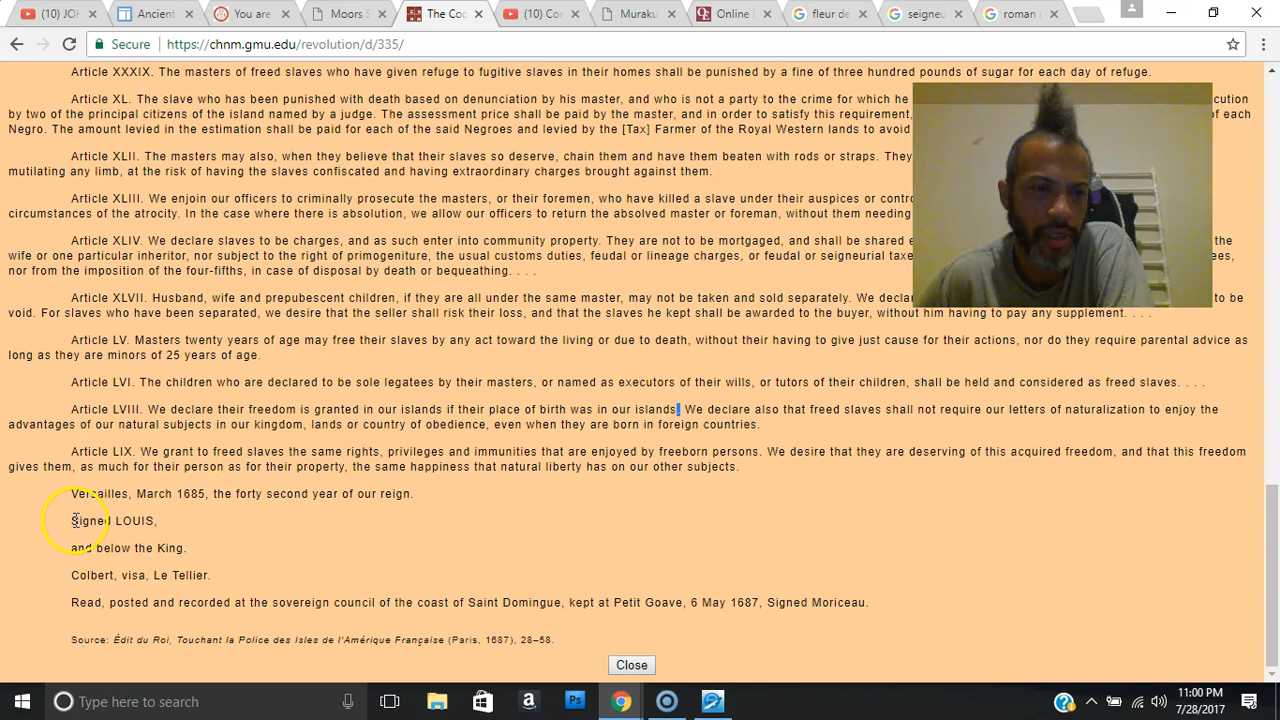 (10) JOH
Ancient
You are
Moors S
The Coc
(10) Cor
Muraku
Online
fleur de
seigneu
roman n
Secure
https://chnm.gmu.edu/revolution/d/335/
Article XXXIX. The masters of freed slaves who have given refuge to fugitive slaves in their homes shall be punished by a fine of three hundred pounds of sugar for each day of refuge.
Article XL. The slave who has been punished with death based on denunciation by his master, and who is not a party to the crime for which he cution
by two of the principal citizens of the island named by a judge. The assessment price shall be paid by the master, and in order to satisfy this requirement, of each
Negro. The amount levied in the estimation shall be paid for each of the said Negroes and levied by the [Tax] Farmer of the Royal Western lands to avoid
Article XLII. The masters may also, when they believe that their slaves so deserve, chain them and have them beaten with rods or straps. They
mutilating any limb, at the risk of having the slaves confiscated and having extraordinary charges brought against them.
Article XLIII. We enjoin our officers to criminally prosecute the masters, or their foremen, who have killed a slave under their auspices or contro
circumstances of the atrocity. In the case where there is absolution, we allow our officers to return the absolved master or foreman, without them needing
Article XLIV. We declare slaves to be charges, and as such enter into community property. They are not to be mortgaged, and shall be shared e the
wife or one particular inheritor, nor subject to the right of primogeniture, the usual customs duties, feudal or lineage charges, or feudal or seigneurial taxe ees,
nor from the imposition of the four-fifths, in case of disposal by death or bequeathing. . . .
Article XLVII. Husband, wife and prepubescent children, if they are all under the same master, may not be taken and sold separately. We declar to be
void. For slaves who have been separated, we desire that the seller shall risk their loss, and that the slaves he kept shall be awarded to the buyer, without him having to pay any supplement. . . .
Article LV. Masters twenty years of age may free their slaves by any act toward the living or due to death, without their having to give just cause for their actions, nor do they require parental advice as
long as they are minors of 25 years of age.
Article LVI. The children who are declared to be sole legatees by their masters, or named as executors of their wills, or tutors of their children, shall be held and considered as freed slaves. . . .
Article LVIII. We declare their freedom is granted in our islands if their place of birth was in our islands. We declare also that freed slaves shall not require our letters of naturalization to enjoy the
advantages of our natural subjects in our kingdom, lands or country of obedience, even when they are born in foreign countries.
Article LIX. We grant to freed slaves the same rights, privileges and immunities that are enjoyed by freeborn persons. We desire that they are deserving of this acquired freedom, and that this freedom
gives them, as much for their person as for their property, the same happiness that natural liberty has on our other subjects.
Versailles, March 1685, the forty second year of our reign.
Signed LOUIS,
and below the King.
Colbert, visa, Le Tellier.
Read, posted and recorded at the sovereign council of the coast of Saint Domingue, kept at Petit Goave, 6 May 1687, Signed Moriceau.
Source: Édit du Roi, Touchant la Police des Isles de l'Amérique Française (Paris, 1687), 28–58.
Close
Type here to search
11:00 PM
7/28/2017